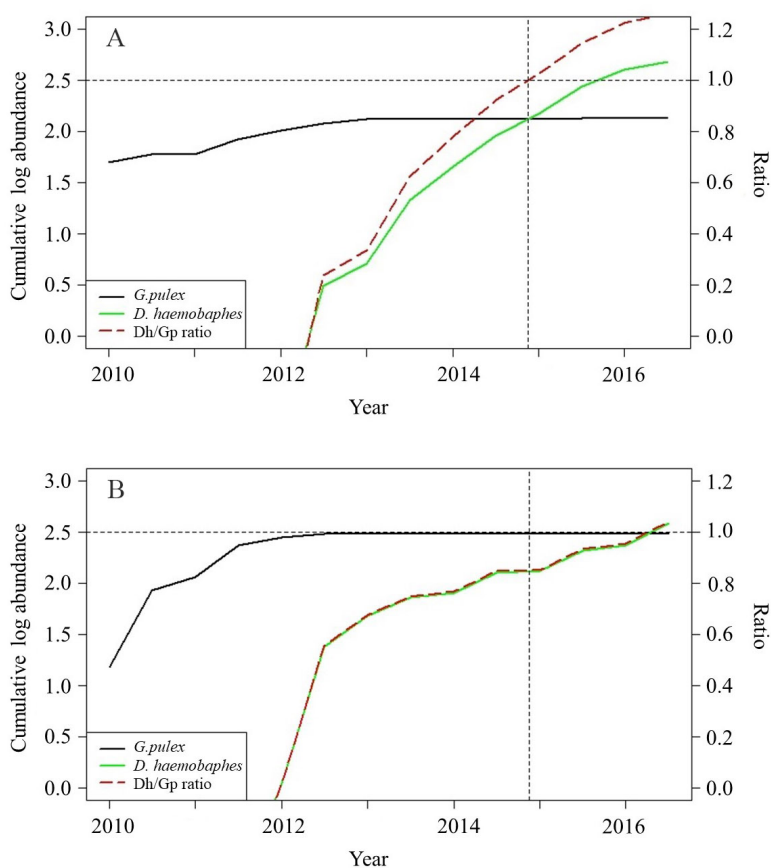 A
Cumulative log abundance
3.0
2.5
2.0
1.5
1.0
0.5
0.0
1.2
1.0
0.8
0.6
0.4
0.2
0.0
Ratio
G.pulex
D. haemobaphes
Dh/Gp ratio
2010 2012 2014 2016
Year
B
Cumulative log abundance
3.0
2.5
2.0
1.5
1.0
0.5
0.0
1.2
1.0
0.8
0.6
0.4
0.2
0.0
Ratio
G.pulex
D. haemobaphes
Dh/Gp ratio
2010 2012 2014 2016
Year